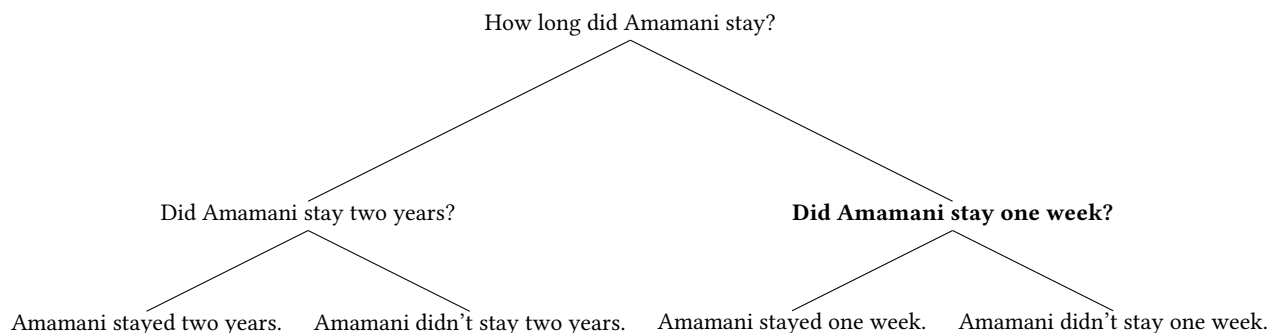 How long did Amamani stay?
Did Amamani stay two years?
Did Amamani stay one week?
Amamani stayed two years.
Amamani didn't stay two years.
Amamani stayed one week.
Amamani didn't stay one week.